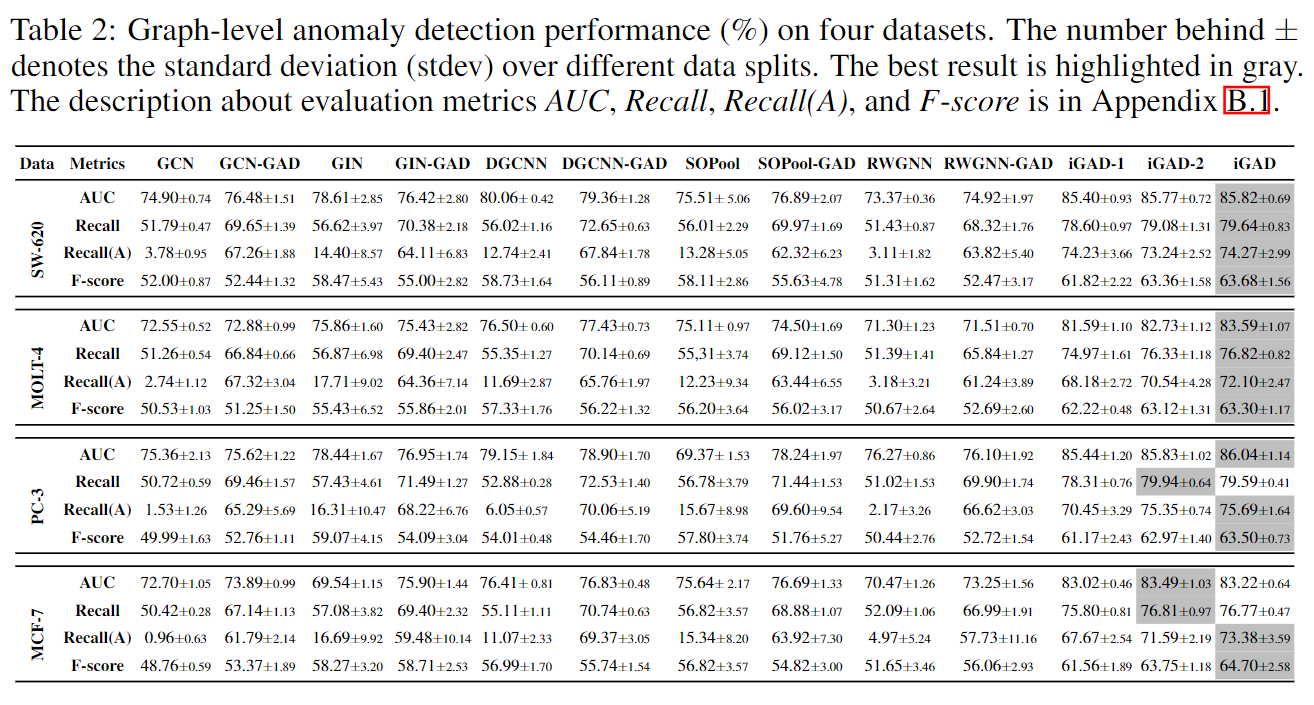 Table 2: Graph-level anomaly detection performance (%) on four datasets. The number behind ±
denotes the standard deviation (stdev) over different data splits. The best result is highlighted in gray.
The description about evaluation metrics AUC, Recall, Recall(A), and F-score is in Appendix B.1.
Data Metrics GCN GCN-GAD GIN GIN-GAD DGCNN DGCNN-GAD SOPool SOPool-GAD RWGNN RWGNN-GAD iGAD-1 iGAD-2 iGAD
SW-620
AUC 74.90±0.74 76.48±1.51 78.61±2.85 76.42±2.80 80.06± 0.42 79.36±1.28 75.51± 5.06 76.89±2.07 73.37±0.36 74.92±1.97 85.40±0.93 85.77±0.72 85.82±0.69
Recall 51.79±0.47 69.65±1.39 56.62±3.97 70.38±2.18 56.02±1.16 72.65±0.63 56.01±2.29 69.97±1.69 51.43±0.87 68.32±1.76 78.60±0.97 79.08±1.31 79.64±0.83
Recall(A) 3.78±0.95 67.26±1.88 14.40±8.57 64.11±6.83 12.74±2.41 67.84±1.78 13.28±5.05 62.32±6.23 3.11±1.82 63.82±5.40 74.23±3.66 73.24±2.52 74.27±2.99
F-score 52.00±0.87 52.44±1.32 58.47±5.43 55.00±2.82 58.73±1.64 56.11±0.89 58.11±2.86 55.63±4.78 51.31±1.62 52.47±3.17 61.82±2.22 63.36±1.58 63.68±1.56
MOLT-4
AUC 72.55±0.52 72.88±0.99 75.86±1.60 75.43±2.82 76.50± 0.60 77.43±0.73 75.11± 0.97 74.50±1.69 71.30±1.23 71.51±0.70 81.59±1.10 82.73±1.12 83.59±1.07
Recall 51.26±0.54 66.84±0.66 56.87±6.98 69.40±2.47 55.35±1.27 70.14±0.69 55,31±3.74 69.12±1.50 51.39±1.41 65.84±1.27 74.97±1.61 76.33±1.18 76.82±0.82
Recall(A) 2.74±1.12 67.32±3.04 17.71±9.02 64.36±7.14 11.69±2.87 65.76±1.97 12.23±9.34 63.44±6.55 3.18±3.21 61.24±3.89 68.18±2.72 70.54±4.28 72.10±2.47
F-score 50.53±1.03 51.25±1.50 55.43±6.52 55.86±2.01 57.33±1.76 56.22±1.32 56.20±3.64 56.02±3.17 50.67±2.64 52.69±2.60 62.22±0.48 63.12±1.31 63.30±1.17
PC-3
AUC 75.36±2.13 75.62±1.22 78.44±1.67 76.95±1.74 79.15± 1.84 78.90±1.70 69.37± 1.53 78.24±1.97 76.27±0.86 76.10±1.92 85.44±1.20 85.83±1.02 86.04±1.14
Recall 50.72±0.59 69.46±1.57 57.43±4.61 71.49±1.27 52.88±0.28 72.53±1.40 56.78±3.79 71.44±1.53 51.02±1.53 69.90±1.74 78.31±0.76 79.94±0.64 79.59±0.41
Recall(A) 1.53±1.26 65.29±5.69 16.31±10.47 68.22±6.76 6.05±0.57 70.06±5.19 15.67±8.98 69.60±9.54 2.17±3.26 66.62±3.03 70.45±3.29 75.35±0.74 75.69±1.64
F-score 49.99±1.63 52.76±1.11 59.07±4.15 54.09±3.04 54.01±0.48 54.46±1.70 57.80±3.74 51.76±5.27 50.44±2.76 52.72±1.54 61.17±2.43 62.97±1.40 63.50±0.73
MCF-7
AUC 72.70±1.05 73.89±0.99 69.54±1.15 75.90±1.44 76.41± 0.81 76.83±0.48 75.64± 2.17 76.69±1.33 70.47±1.26 73.25±1.56 83.02±0.46 83.49±1.03 83.22±0.64
Recall 50.42±0.28 67.14±1.13 57.08±3.82 69.40±2.32 55.11±1.11 70.74±0.63 56.82±3.57 68.88±1.07 52.09±1.06 66.99±1.91 75.80±0.81 76.81±0.97 76.77±0.47
Recall(A) 0.96±0.63 61.79±2.14 16.69±9.92 59.48±10.14 11.07±2.33 69.37±3.05 15.34±8.20 63.92±7.30 4.97±5.24 57.73±11.16 67.67±2.54 71.59±2.19 73.38±3.59
F-score 48.76±0.59 53.37±1.89 58.27±3.20 58.71±2.53 56.99±1.70 55.74±1.54 56.82±3.57 54.82±3.00 51.65±3.46 56.06±2.93 61.56±1.89 63.75±1.18 64.70±2.58